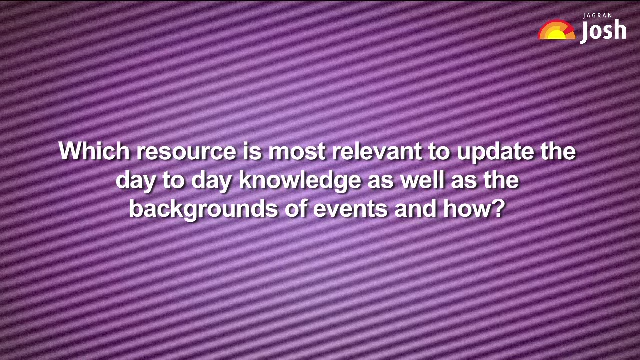 JAGRAN
Josh
Which resource is most relevant to update the
day to day knowledge as well as the
backgrounds of events and how?